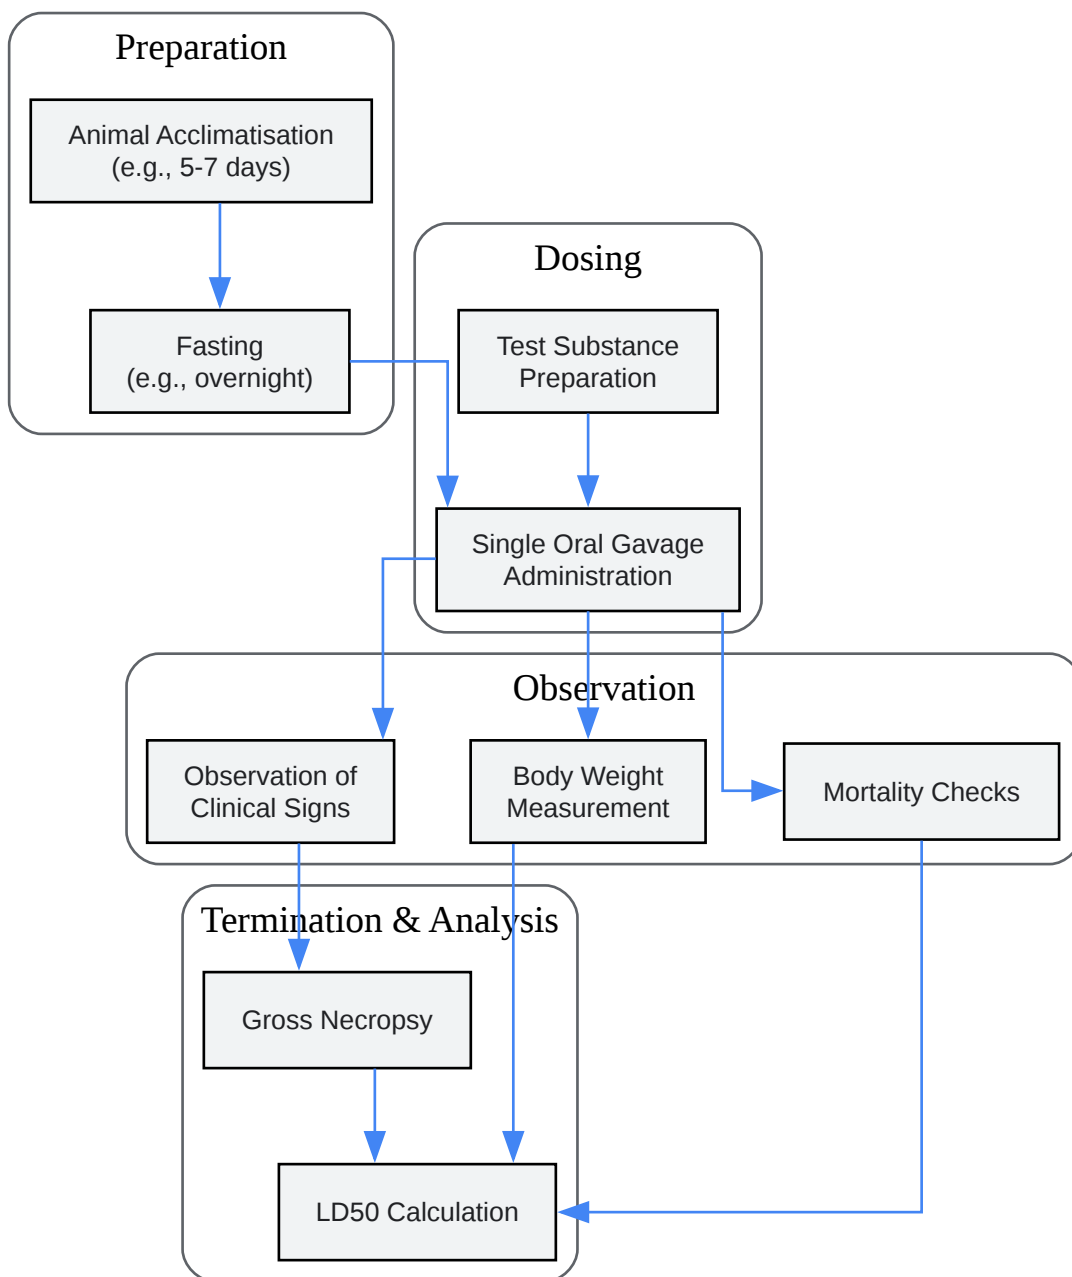 Preparation
Animal Acclimatisation
(e.g., 5-7 days)
Fasting
(e.g., overnight)
Dosing
Test Substance
Preparation
Single Oral Gavage
Administration
Observation
Observation of
Clinical Signs
Body Weight
Measurement
Mortality Checks
Termination & Analysis
Gross Necropsy
LD50 Calculation